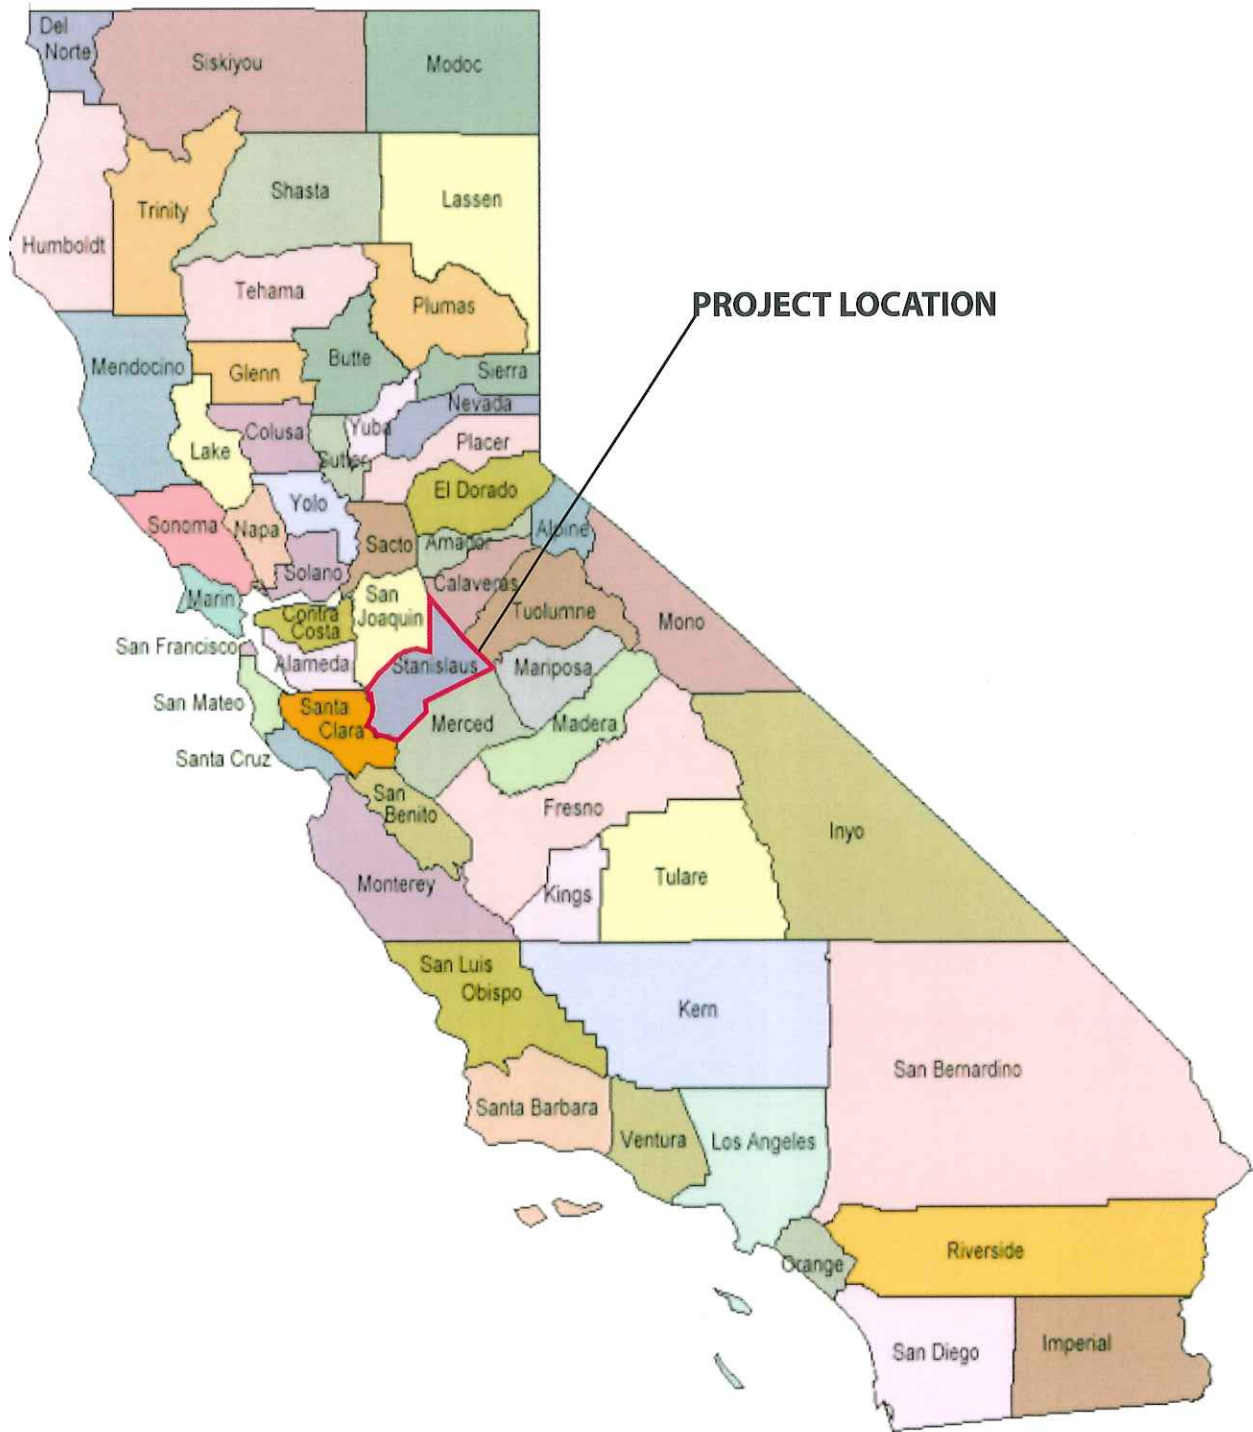 Del
Norte
Siskiyou
Modoc
Shasta
Lassen
Trinity
Humboldt
Tehama
Plumas
PROJECT LOCATION
Mendocino
Glenn
Butte
Sierra
Nevada
Colusa
Yuba
Placer
Lake
Sutter
El Dorado
Yolo
Sonoma
Napa
Sacto
Amador
Alpine
Solano
Calaveras
Marin
San
Joaquin
Contra
Costa
Tuolumne
Mono
San Francisco
Alameda
Stanislaus
Mariposa
San Mateo
Santa
Clara
Merced
Madera
Santa Cruz
San
Benito
Fresno
Inyo
Monterey
Kings
Tulare
San Luis
Obispo
Kern
San Bernardino
Santa Barbara
Ventura
Los Angeles
Orange
Riverside
San Diego
Imperial